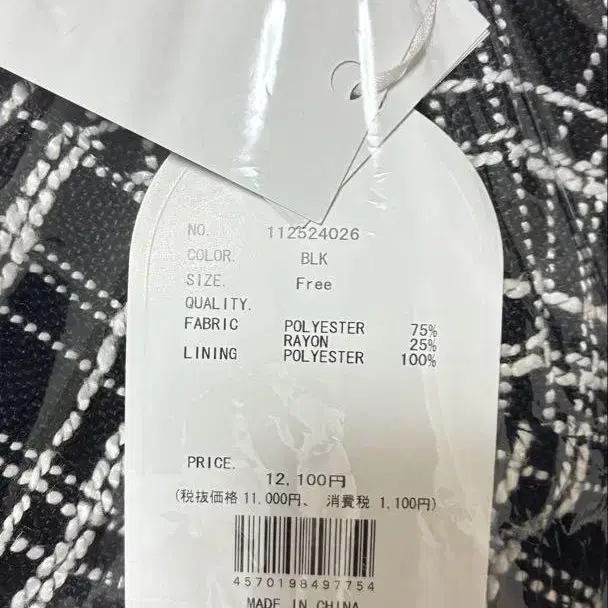 NO. 112524026
COLOR. BLK
SIZE. Free
QUALITY.
FABRIC POLYESTER 75%
RAYON 25%
LINING POLYESTER 100%
PRICE.
12,100円
(税抜価格 11,000円、 消費税 1,100円)
4570198497754
MADE IN CHINA